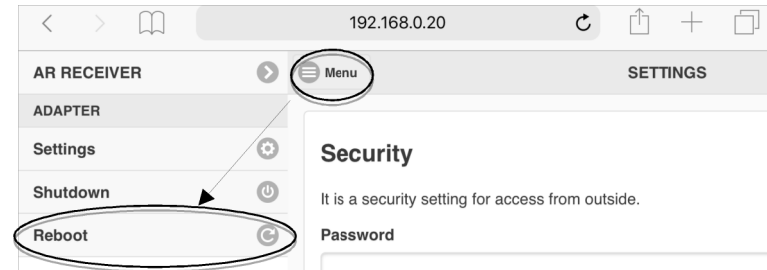 192.168.0.20
AR RECEIVER
Menu
SETTINGS
ADAPTER
Settings
Shutdown
Reboot
Security
It is a security setting for access from outside.
Password